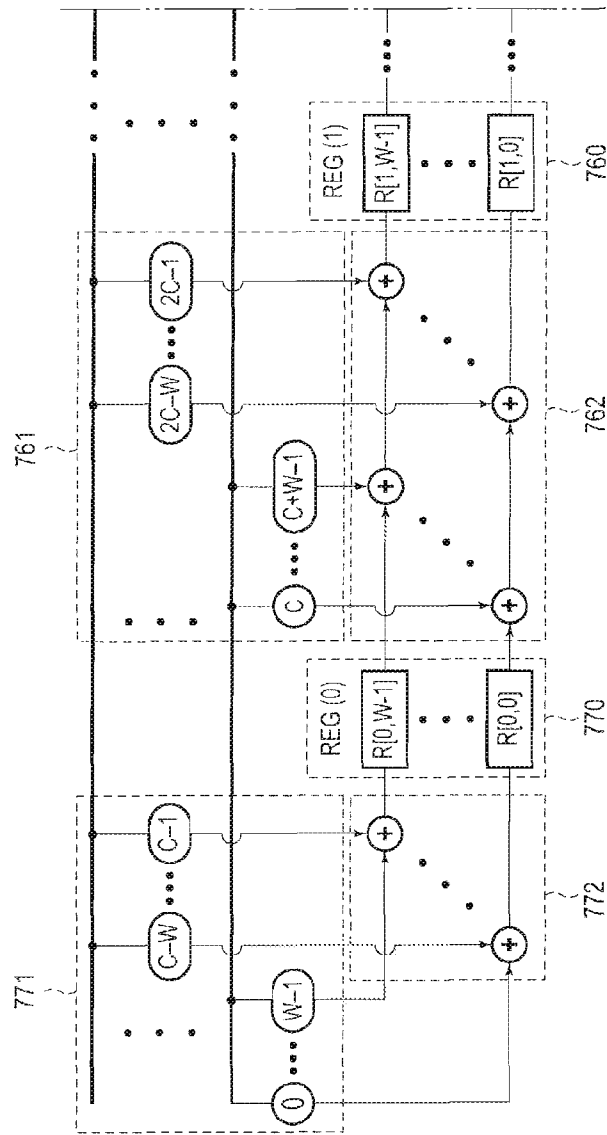 761
771
2C-1
2C-W
C-1
C-W
C+W-1
C
W-1
0
REG (0)
R[0,W-1]
R[0,0]
REG (1)
R[1,W-1]
R[1,0]
+
+
+
+
+
+
772
770
762
760